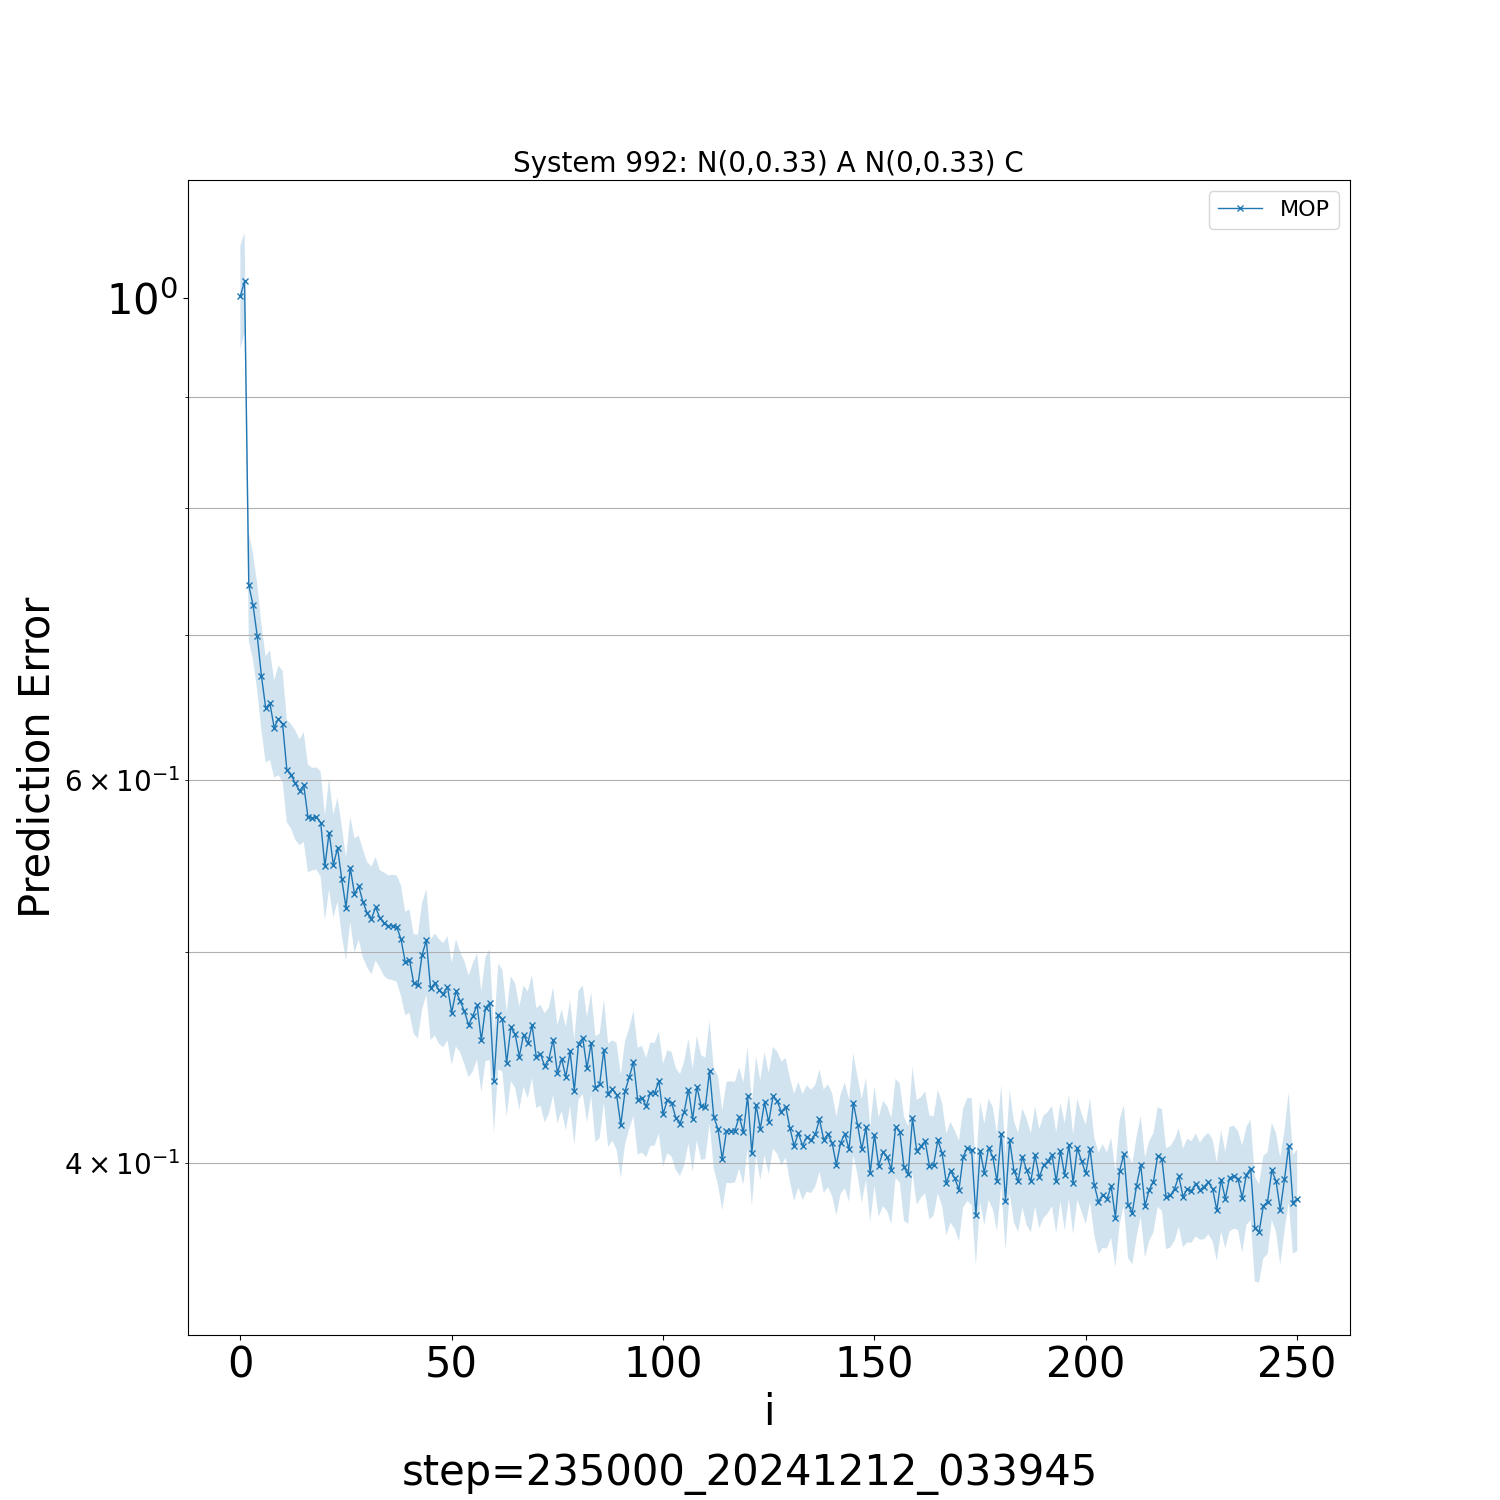 System 992: N(0,0.33) A N(0,0.33) C
MOP
10⁰
6 × 10⁻¹
4 × 10⁻¹
Prediction Error
0 50 100 150 200 250
i
step=235000_20241212_033945